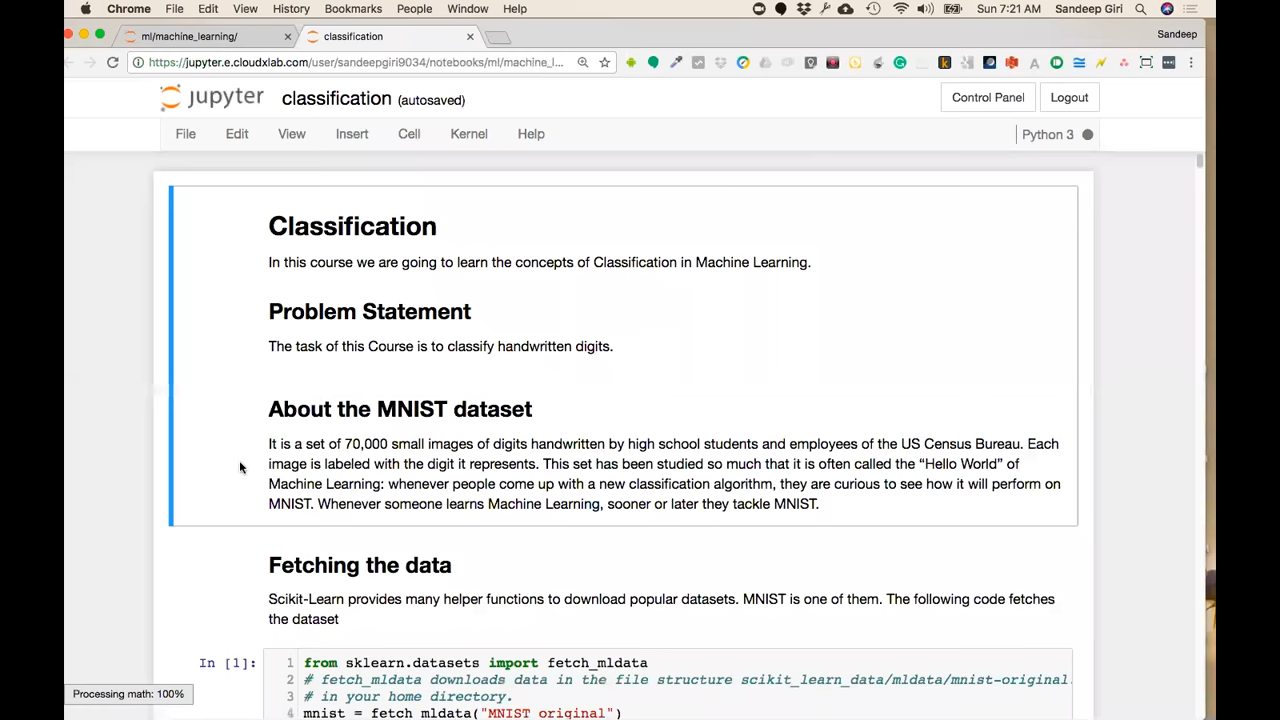 Chrome File Edit View History Bookmarks People Window Help Sun 7:21 AM Sandeep Giri
ml/machine_learning/ classification Sandeep
https://jupyter.e.cloudxlab.com/user/sandeepgiri9034/notebooks/ml/machine_l...
jupyter classification (autosaved) Control Panel Logout
File Edit View Insert Cell Kernel Help Python 3
Classification
In this course we are going to learn the concepts of Classification in Machine Learning.
Problem Statement
The task of this Course is to classify handwritten digits.
About the MNIST dataset
It is a set of 70,000 small images of digits handwritten by high school students and employees of the US Census Bureau. Each
image is labeled with the digit it represents. This set has been studied so much that it is often called the “Hello World” of
Machine Learning: whenever people come up with a new classification algorithm, they are curious to see how it will perform on
MNIST. Whenever someone learns Machine Learning, sooner or later they tackle MNIST.
Fetching the data
Scikit-Learn provides many helper functions to download popular datasets. MNIST is one of them. The following code fetches
the dataset
In [1]: 1 from sklearn.datasets import fetch_mldata
2 # fetch_mldata downloads data in the file structure scikit_learn_data/mldata/mnist-original.
3 # in your home directory.
4 mnist = fetch_mldata("MNIST original")
Processing math: 100%